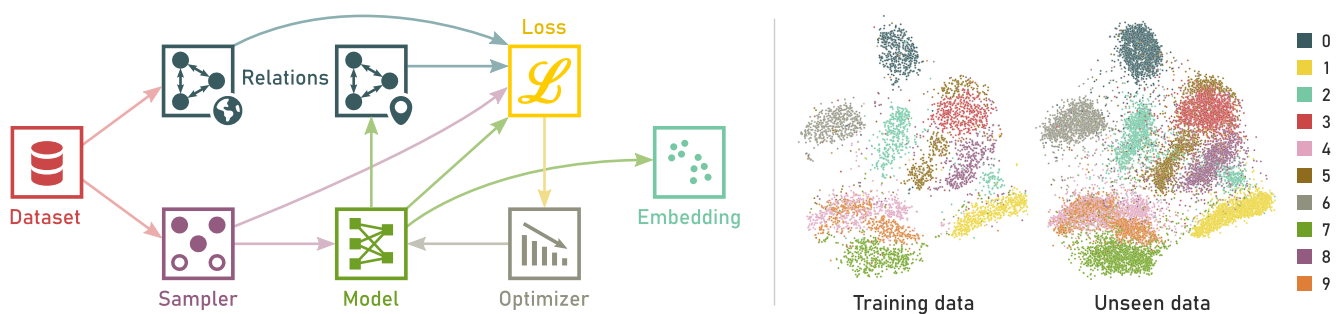 Loss
Relations
ℒ
Dataset
Embedding
Sampler
Model
Optimizer
0
1
2
3
4
5
6
7
8
9
Training data
Unseen data